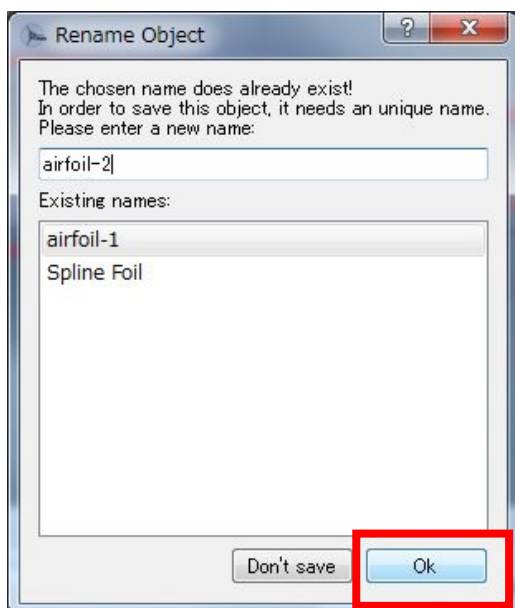 Rename Object
The chosen name does already exist!
In order to save this object, it needs an unique name.
Please enter a new name:
airfoil-2
Existing names:
airfoil-1
Spline Foil
Don't save
Ok